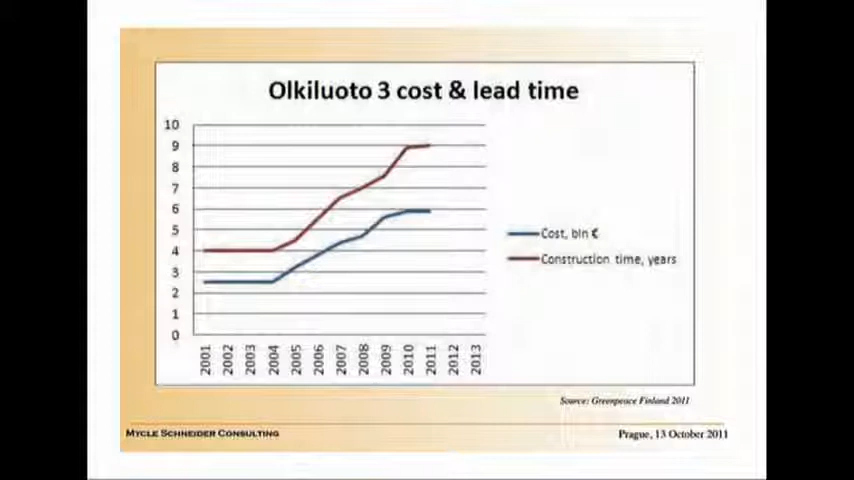 Olkiluoto 3 cost & lead time
10
9
8
7
6
5
4
3
2
1
0
2001 2002 2003 2004 2005 2006 2007 2008 2009 2010 2011 2012 2013
Cost, bln €
Construction time, years
Source: Greenpeace Finland 2011
MYCLE SCHNEIDER CONSULTING
Prague, 13 October 2011